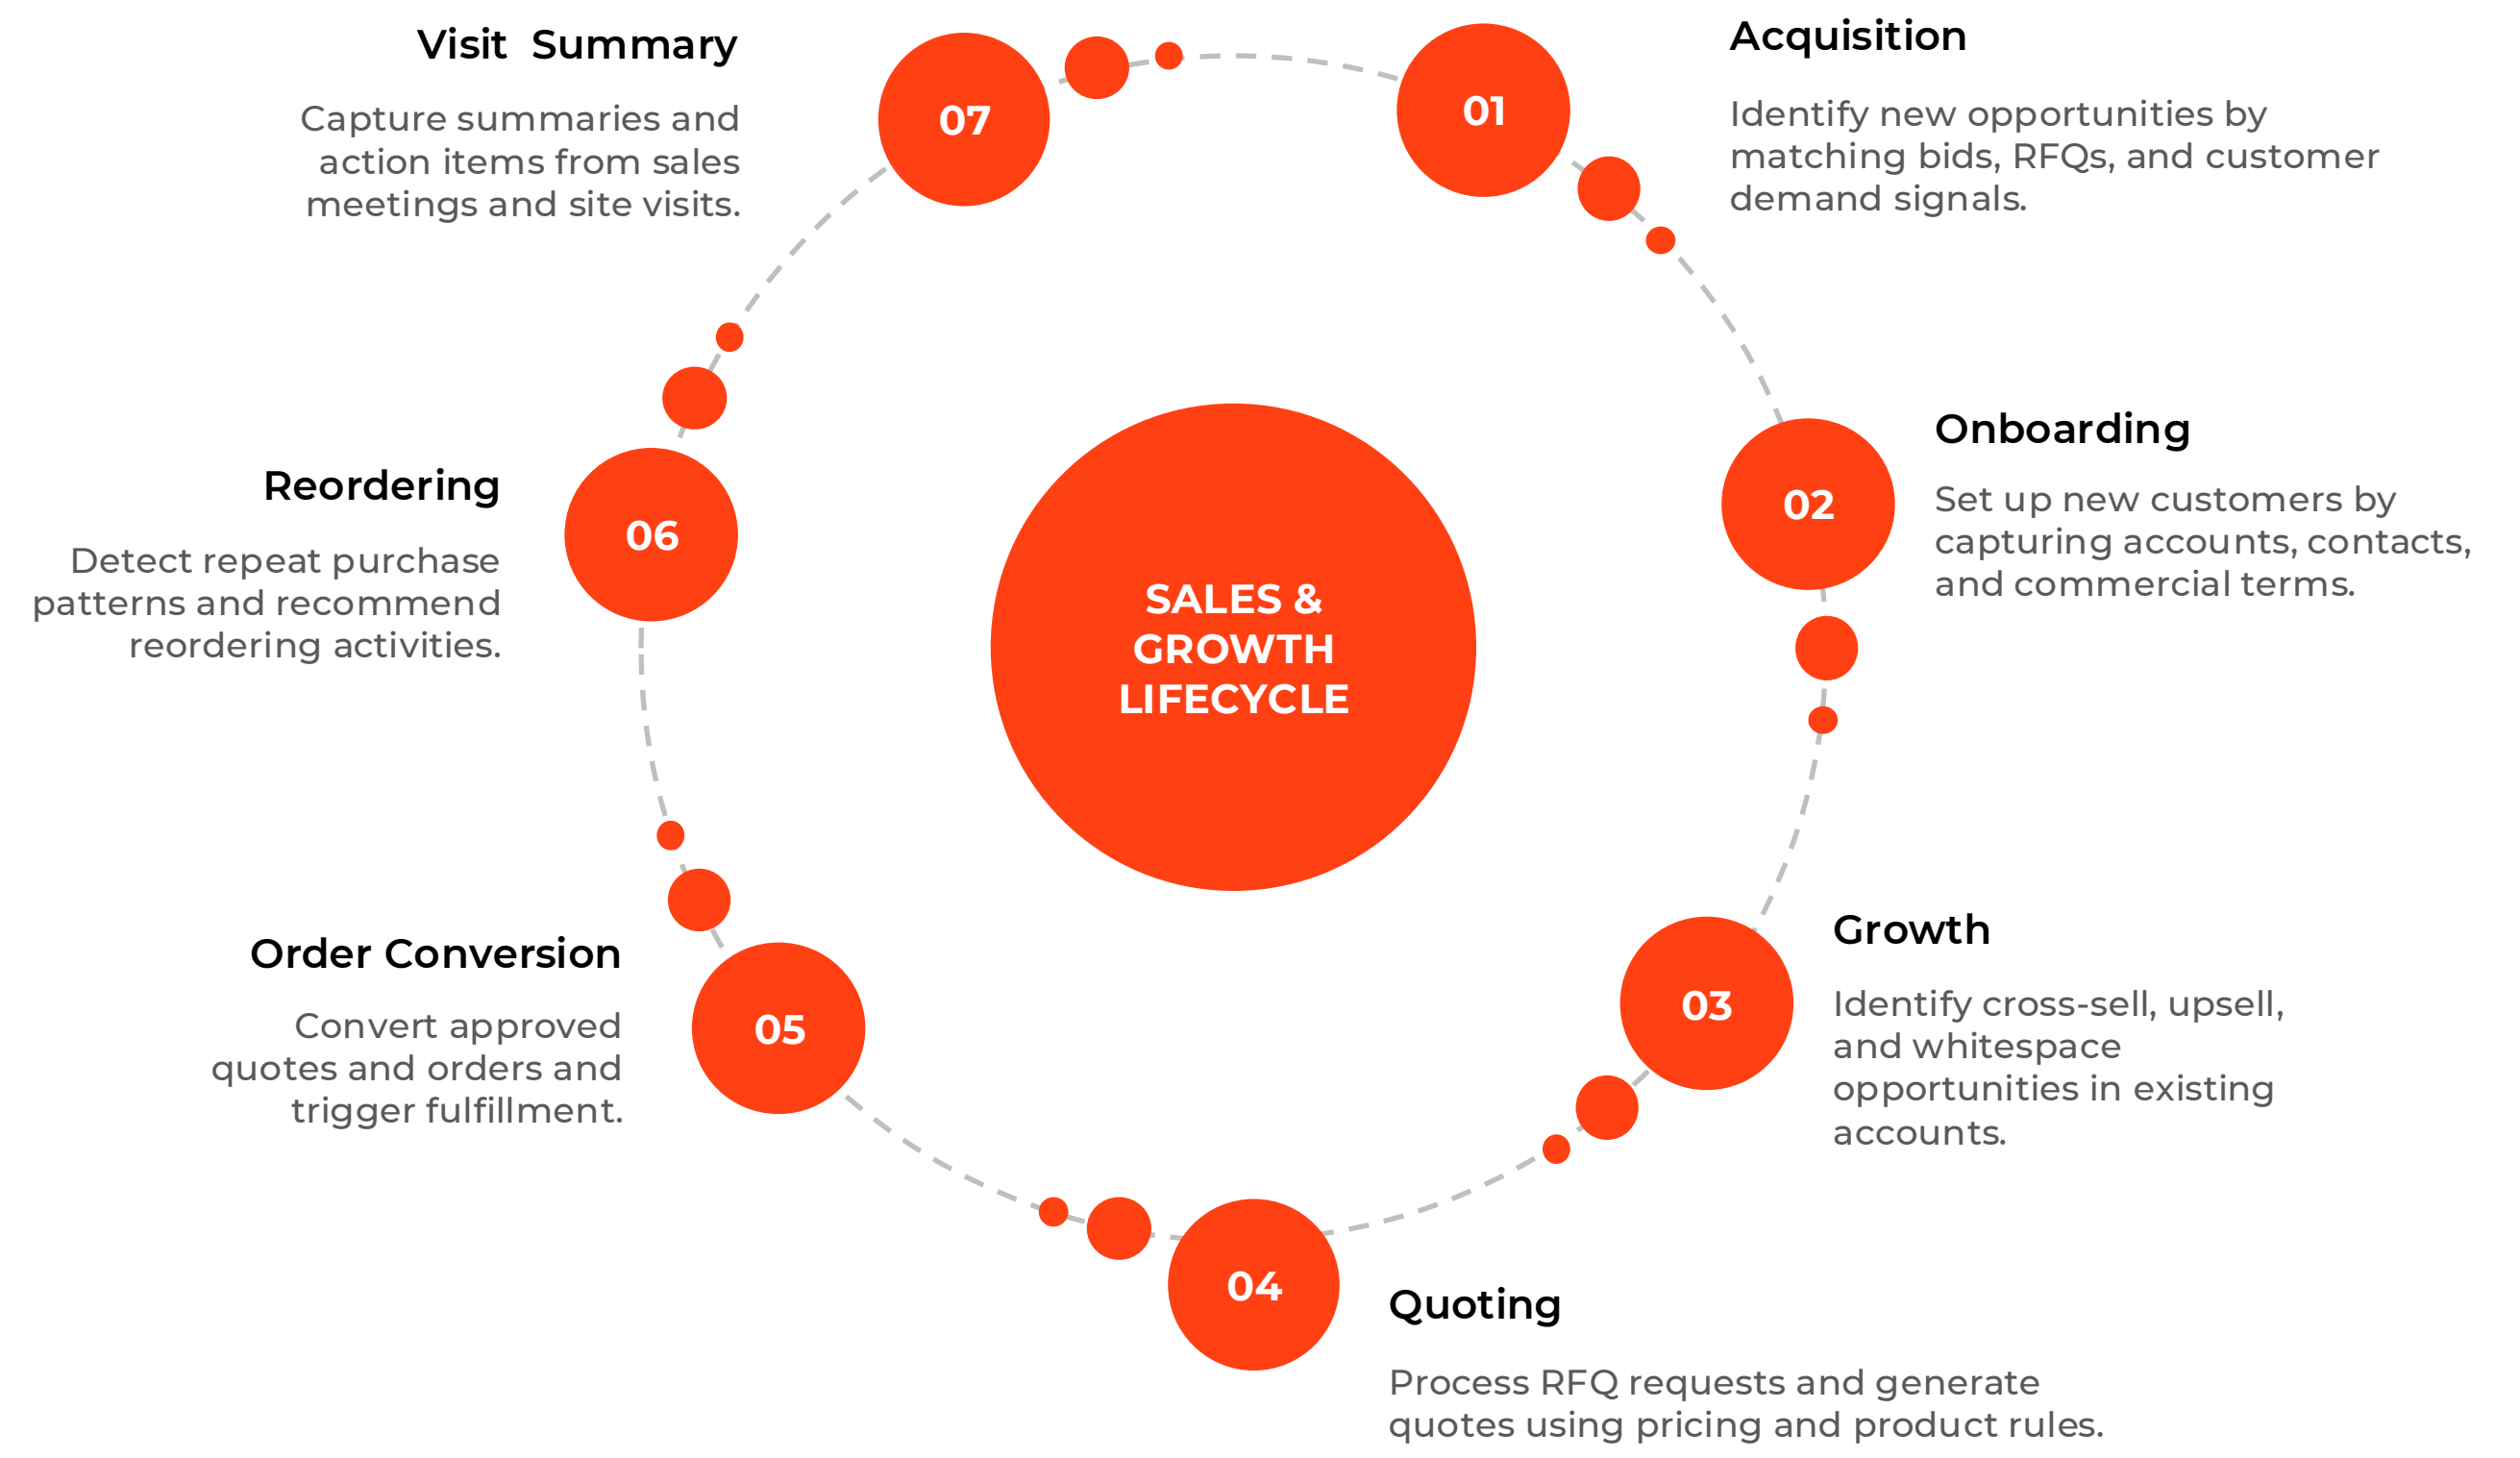 SALES &
GROWTH
LIFECYCLE
01
Acquisition
Identify new opportunities by
matching bids, RFQs, and customer
demand signals.
02
Onboarding
Set up new customers by
capturing accounts, contacts,
and commercial terms.
03
Growth
Identify cross-sell, upsell,
and whitespace
opportunities in existing
accounts.
04
Quoting
Process RFQ requests and generate
quotes using pricing and product rules.
05
Order Conversion
Convert approved
quotes and orders and
trigger fulfillment.
06
Reordering
Detect repeat purchase
patterns and recommend
reordering activities.
07
Visit  Summary
Capture summaries and
action items from sales
meetings and site visits.